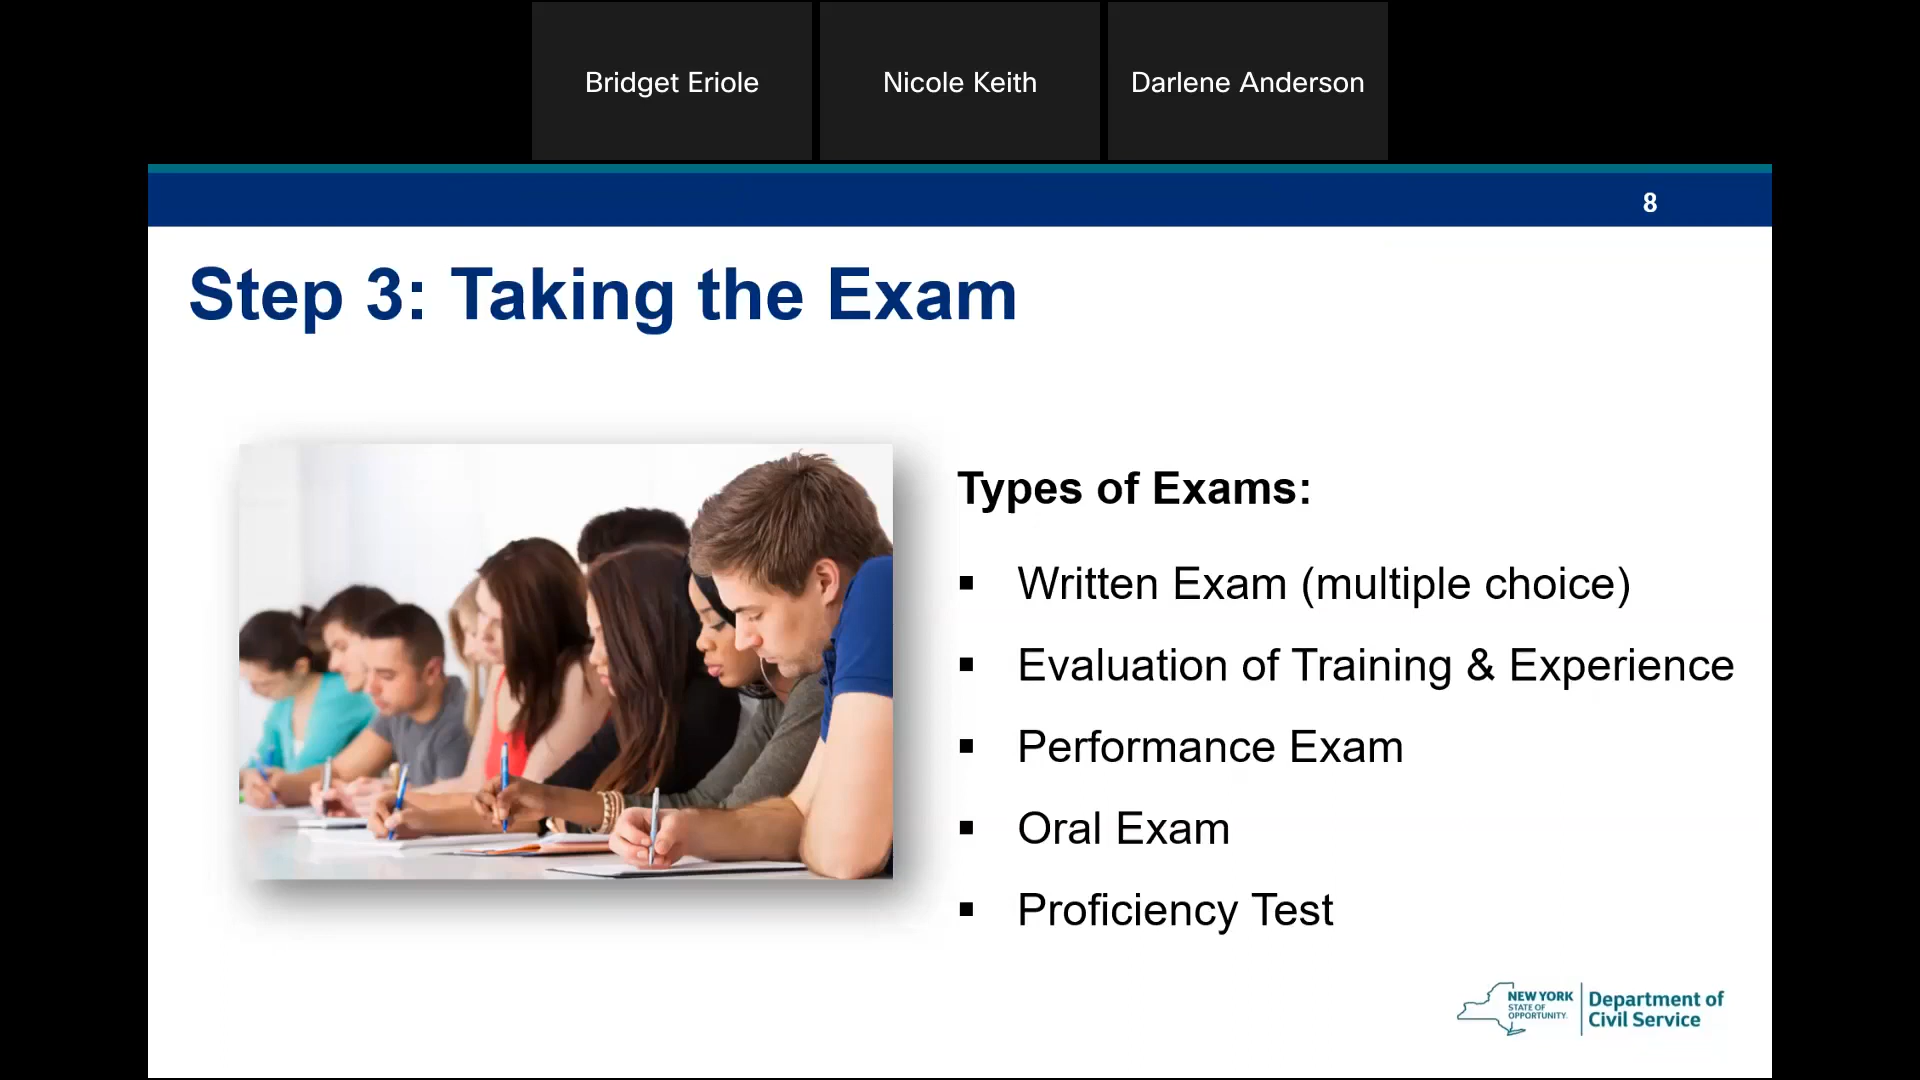 Bridget Eriole
Nicole Keith
Darlene Anderson
8
Step 3: Taking the Exam
Types of Exams:
▪ Written Exam (multiple choice)
▪ Evaluation of Training & Experience
▪ Performance Exam
▪ Oral Exam
▪ Proficiency Test
NEW YORK
STATE OF
OPPORTUNITY.
Department of
Civil Service